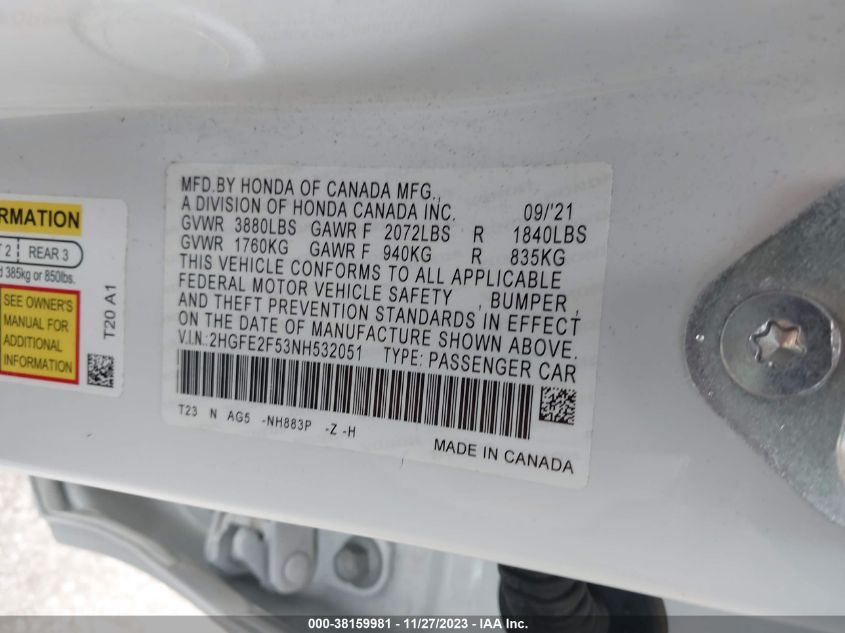 MFD.BY HONDA OF CANADA MFG.,
A DIVISION OF HONDA CANADA INC. 09/'21
GVWR 3880LBS GAWR F 2072LBS R 1840LBS
GVWR 1760KG GAWR F 940KG R 835KG
THIS VEHICLE CONFORMS TO ALL APPLICABLE
FEDERAL MOTOR VEHICLE SAFETY , BUMPER ,
AND THEFT PREVENTION STANDARDS IN EFFECT
ON THE DATE OF MANUFACTURE SHOWN ABOVE.
V.I.N.:2HGFE2F53NH532051 TYPE: PASSENGER CAR
T23 N AG5 -NH883P -Z -H
MADE IN CANADA
REAR 3
385kg or 850lbs.
SEE OWNER'S
MANUAL FOR
ADDITIONAL
INFORMATION
T20 A1
000-38159981 - 11/27/2023 - IAA Inc.